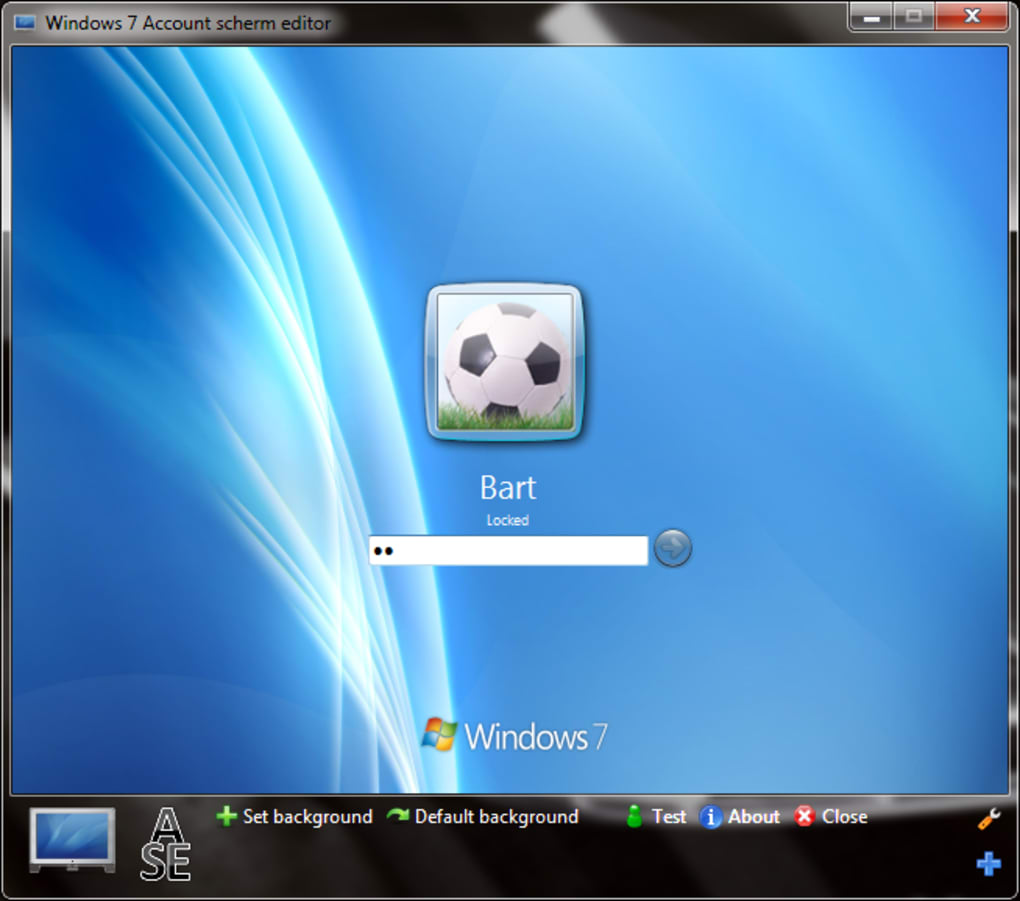 Windows 7 Account scherm editor
Bart
Locked
••
Windows 7
A
SE
Set background Default background Test About Close